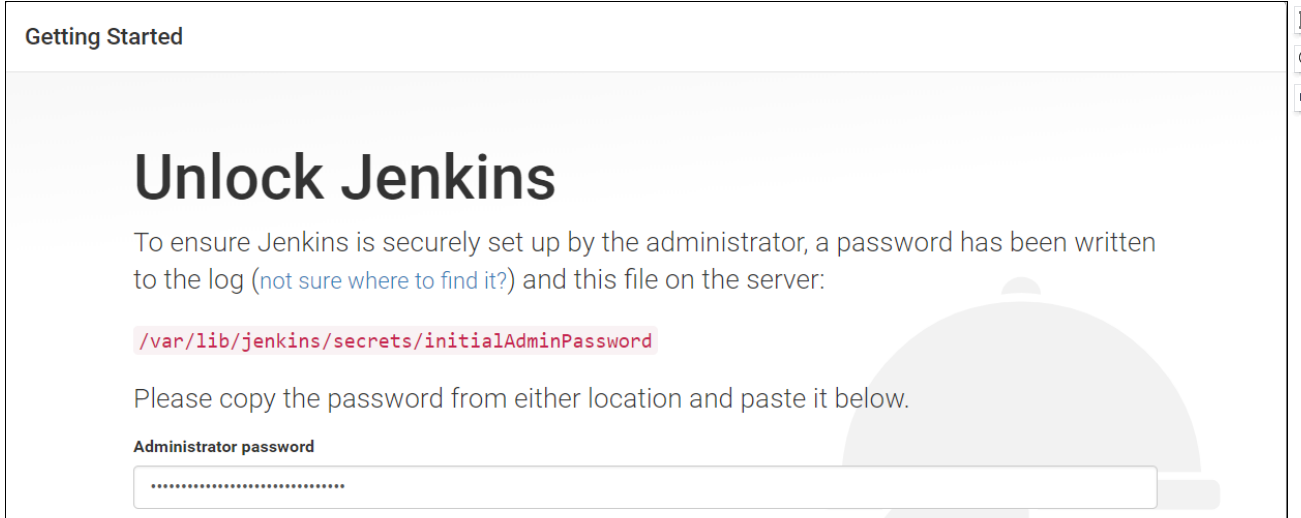 Getting Started
Unlock Jenkins
To ensure Jenkins is securely set up by the administrator, a password has been written
to the log (not sure where to find it?) and this file on the server:
/var/lib/jenkins/secrets/initialAdminPassword
Please copy the password from either location and paste it below.
Administrator password
••••••••••••••••••••••••••••••••